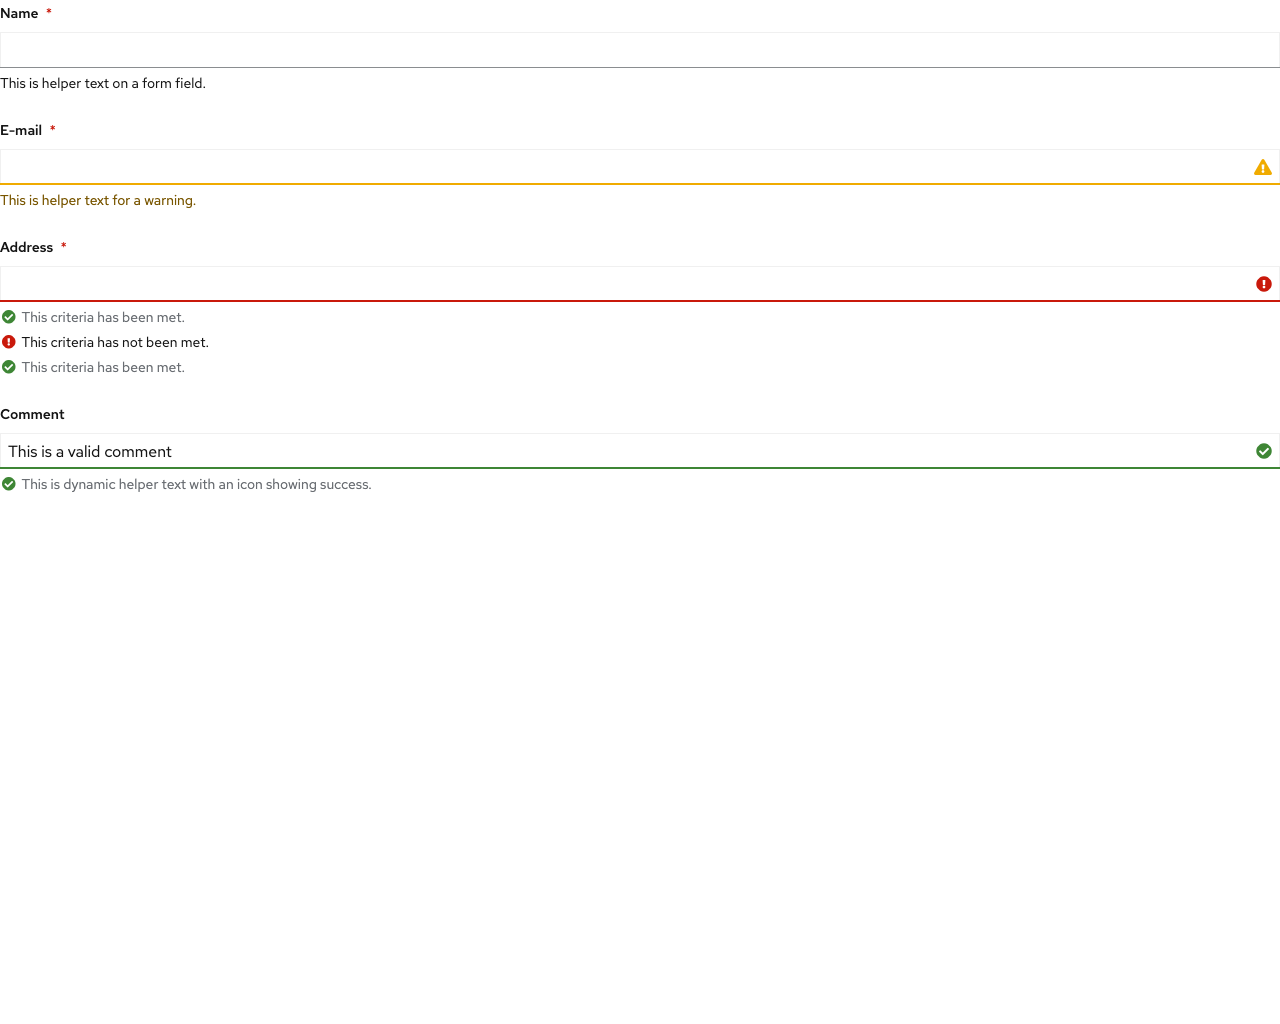 Name *
This is helper text on a form field.
E-mail *
This is helper text for a warning.
Address *
This criteria has been met.
This criteria has not been met.
This criteria has been met.
Comment
This is a valid comment
This is dynamic helper text with an icon showing success.